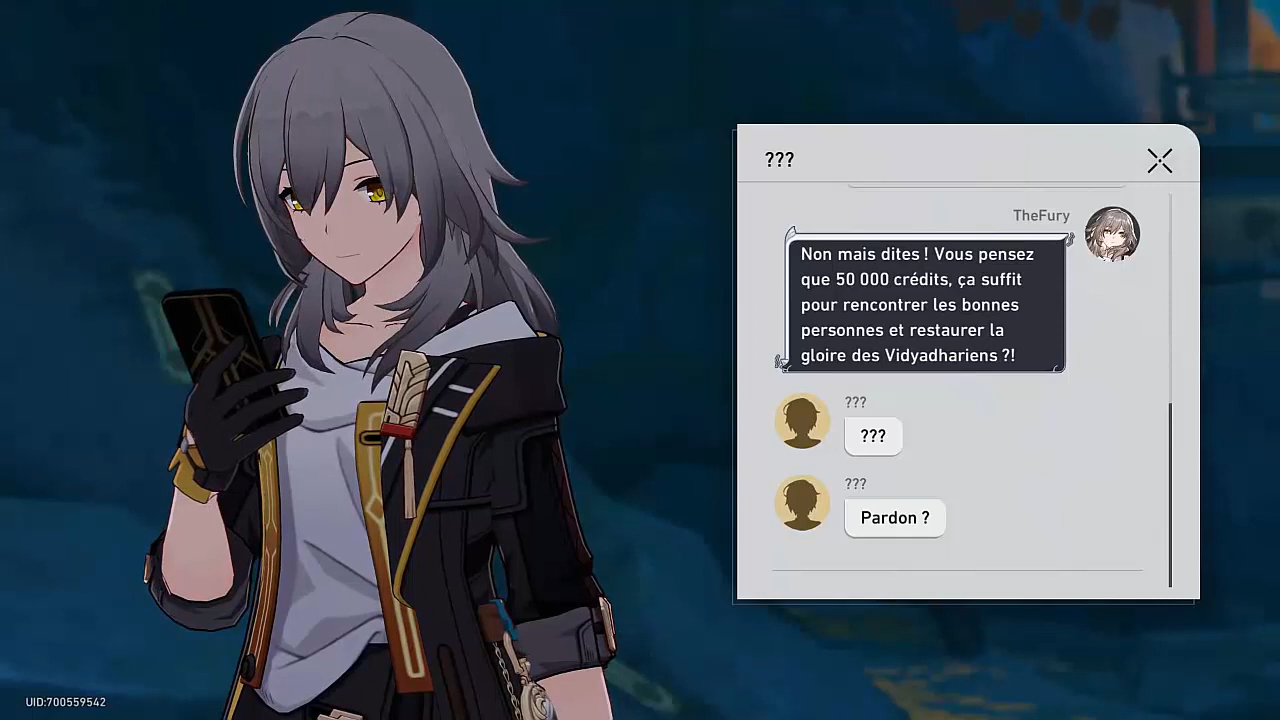 ???
TheFury
Non mais dites ! Vous pensez
que 50 000 crédits, ça suffit
pour rencontrer les bonnes
personnes et restaurer la
gloire des Vidyadhariens ?!
???
???
???
Pardon ?
UID:700559542